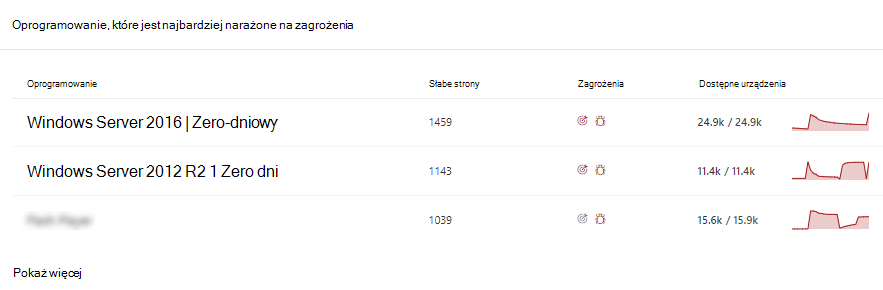 Oprogramowanie, które jest najbardziej narażone na zagrożenia
Oprogramowanie Słabe strony Zagrożenia Dostępne urządzenia
Windows Server 2016 | Zero-dniowy 1459 24.9k / 24.9k
Windows Server 2012 R2 1 Zero dni 1143 11.4k / 11.4k
1039 15.6k / 15.9k
Pokaż więcej